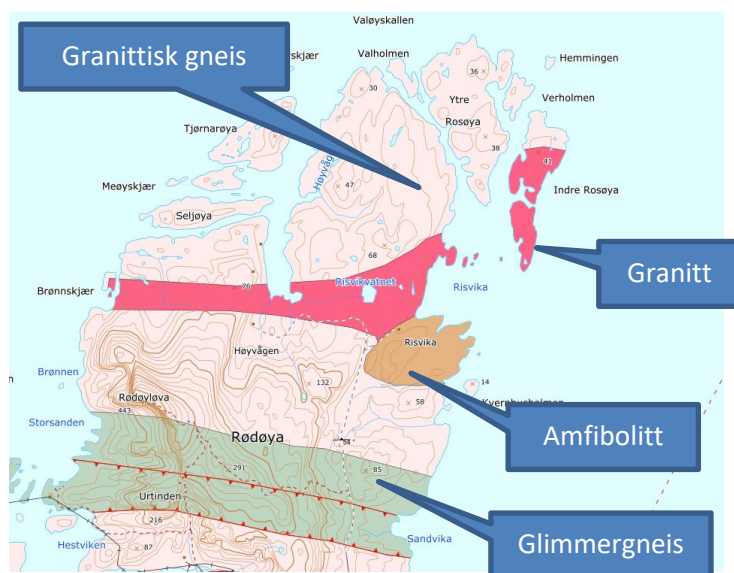 Valøyskallen
Granittisk gneis
skjær
Valholmen
Hemmingen
36
30
Ytre
Rosøya
Verholmen
Tjørnarøya
38
41
Høyvåg
Meøyskjær
47
Indre Rosøya
Seljøya
68
Granitt
Brønnskjær
76
Risvikvatnet
Risvika
Høyvågen
Risvika
Brønnen
132
14
Rødøyløva
58
443
Storsanden
Rødøya
54
Amfibolitt
291
85
Urtinden
216
Hestviken
87
Sandvika
Glimmergneis